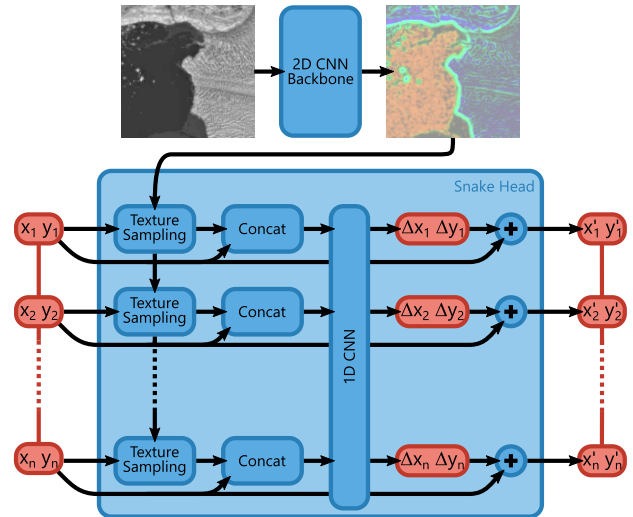 2D CNN
Backbone
Snake Head
x₁ y₁
Texture
Sampling
Concat
Δx₁ Δy₁
+
x'₁ y'₁
x₂ y₂
Texture
Sampling
Concat
Δx₂ Δy₂
+
x'₂ y'₂
1D CNN
xₙ yₙ
Texture
Sampling
Concat
Δxₙ Δyₙ
+
x'ₙ y'ₙ